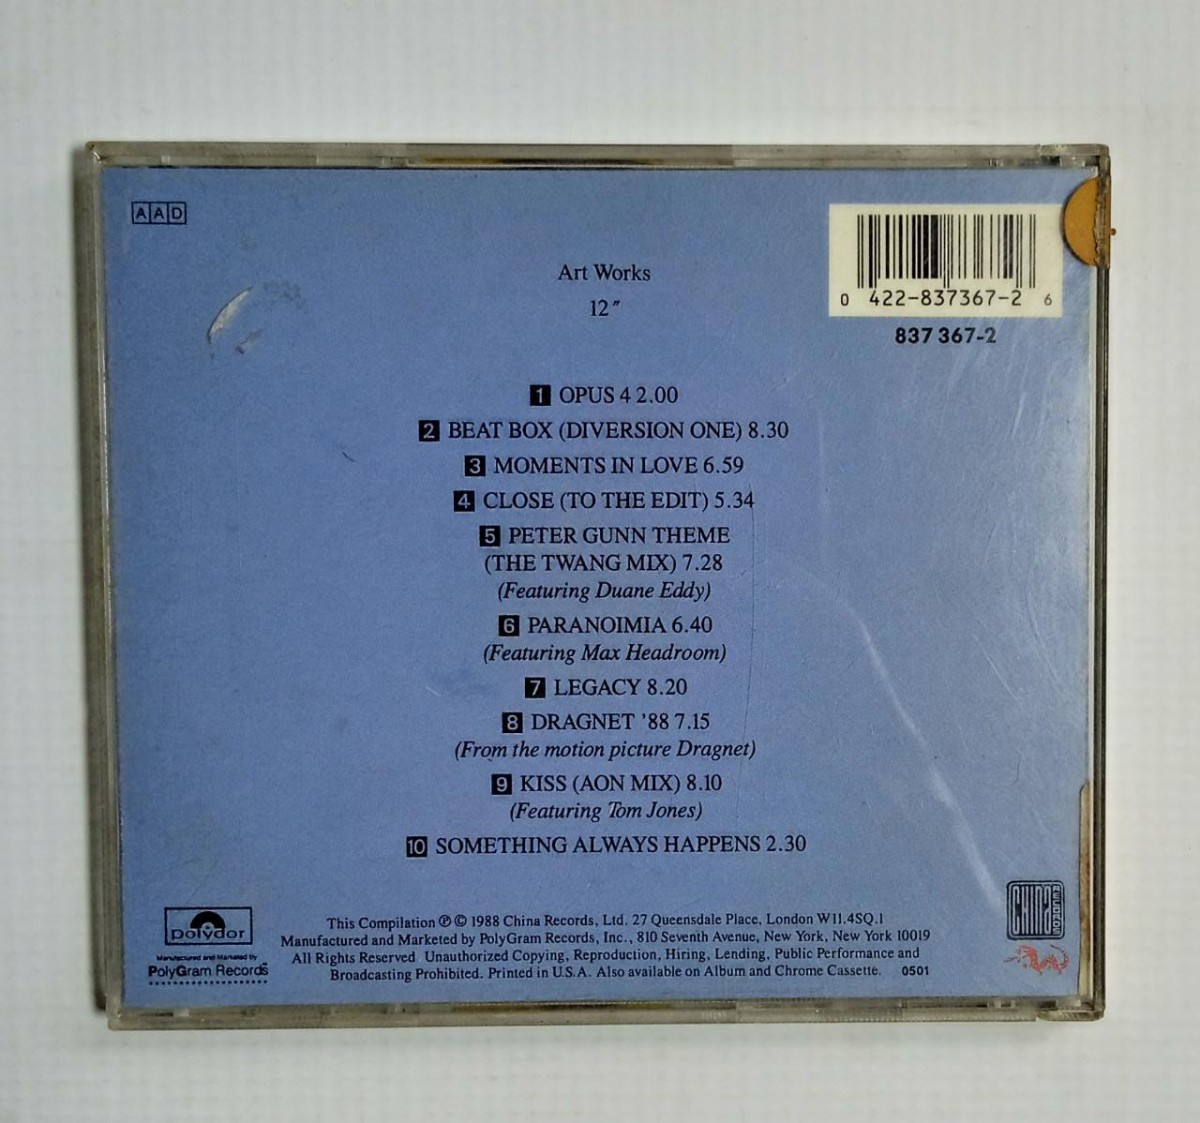 AAD
Art Works
12"
0 422-837367-2 6
837 367-2
1 OPUS 4 2.00
2 BEAT BOX (DIVERSION ONE) 8.30
3 MOMENTS IN LOVE 6.59
4 CLOSE (TO THE EDIT) 5.34
5 PETER GUNN THEME
(THE TWANG MIX) 7.28
(Featuring Duane Eddy)
6 PARANOIMIA 6.40
(Featuring Max Headroom)
7 LEGACY 8.20
8 DRAGNET '88 7.15
(From the motion picture Dragnet)
9 KISS (AON MIX) 8.10
(Featuring Tom Jones)
10 SOMETHING ALWAYS HAPPENS 2.30
polydor
Manufactured and Marketed by
PolyGram Records
This Compilation ℗ © 1988 China Records, Ltd. 27 Queensdale Place, London W11.4SQ.1
Manufactured and Marketed by PolyGram Records, Inc., 810 Seventh Avenue, New York, New York 10019
All Rights Reserved. Unauthorized Copying, Reproduction, Hiring, Lending, Public Performance and
Broadcasting Prohibited. Printed in U.S.A. Also available on Album and Chrome Cassette. 0501
CHINA
RECORDS